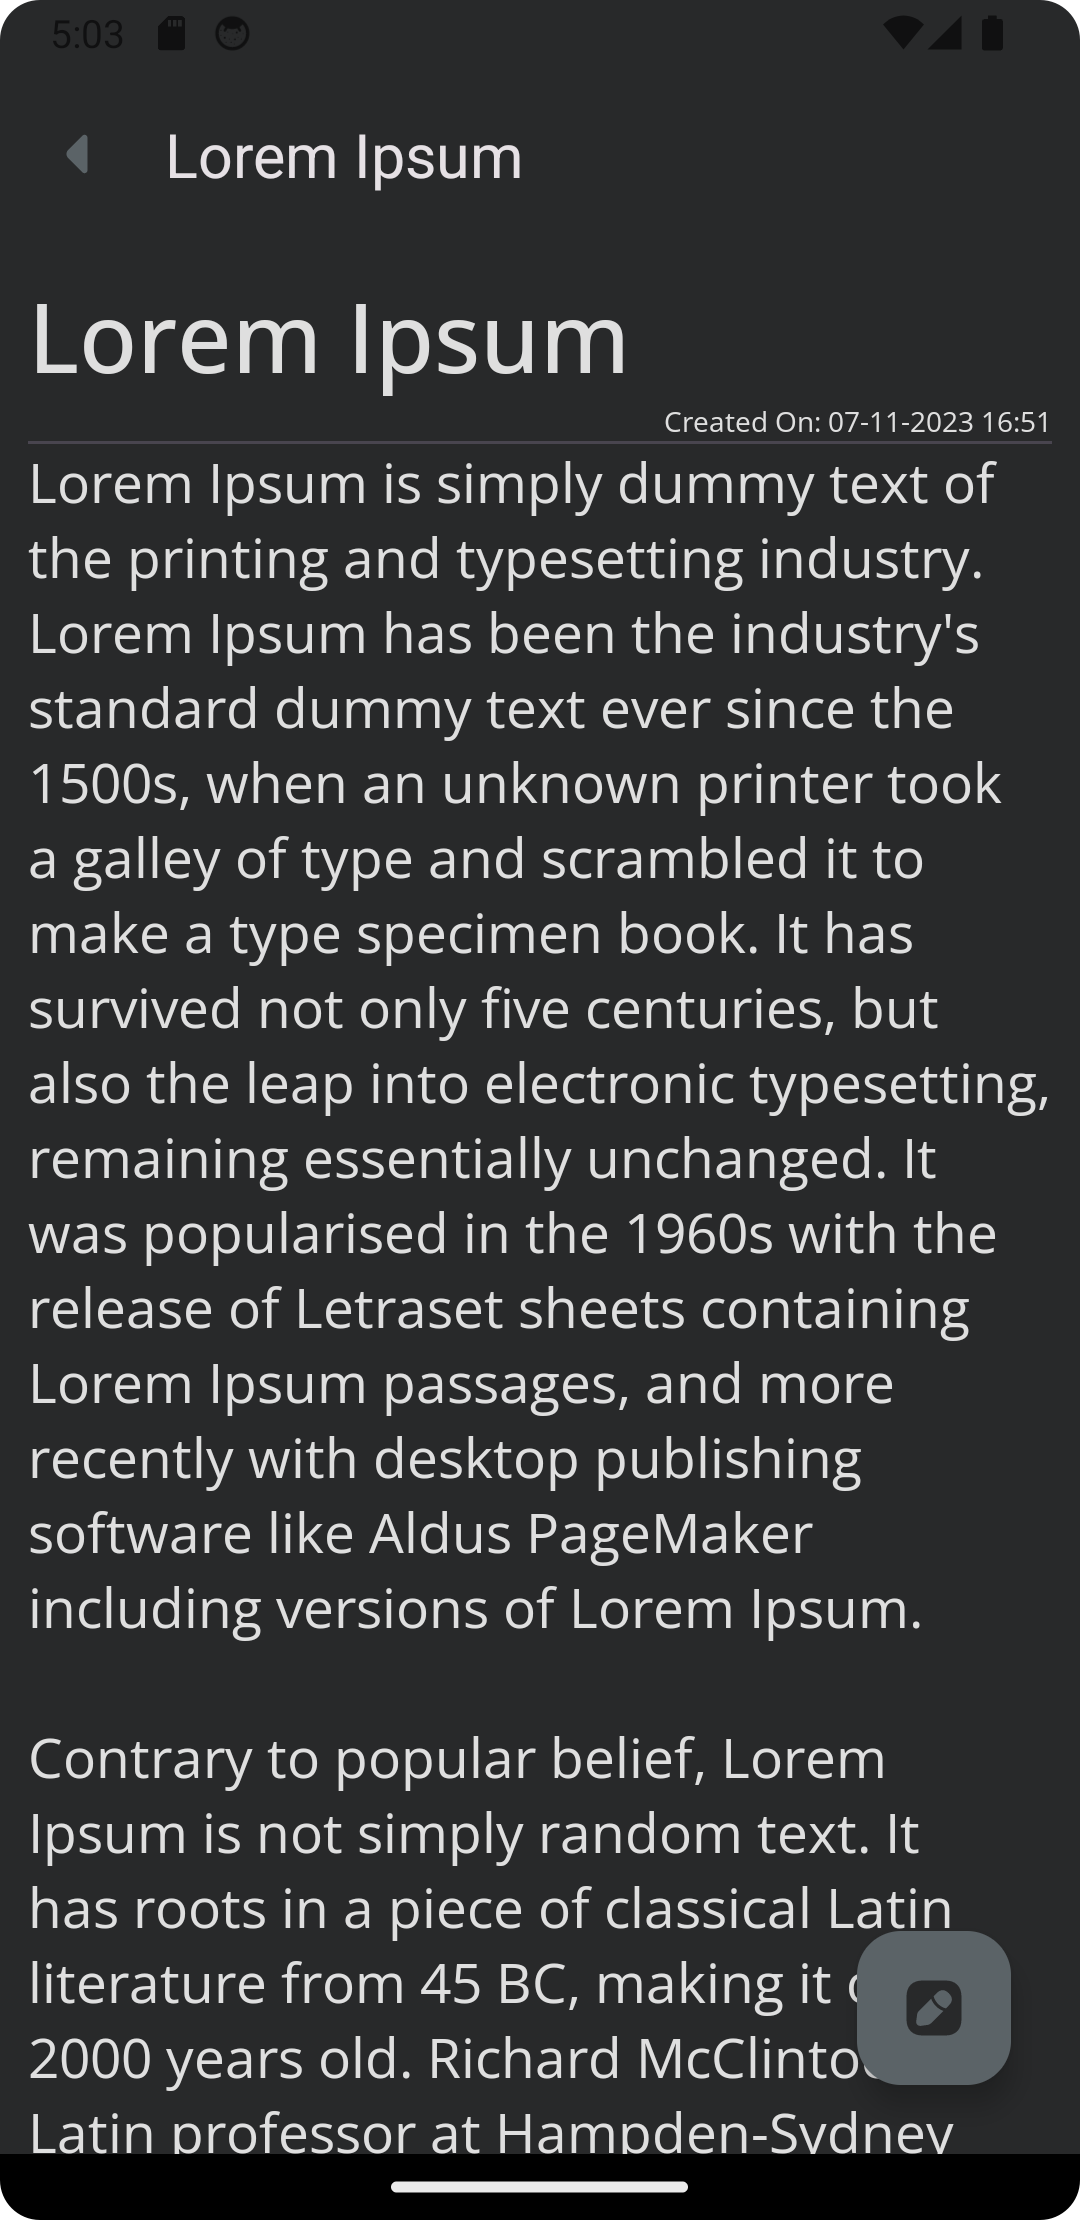 5:03
Lorem Ipsum
Lorem Ipsum
Created On: 07-11-2023 16:51
Lorem Ipsum is simply dummy text of
the printing and typesetting industry.
Lorem Ipsum has been the industry's
standard dummy text ever since the
1500s, when an unknown printer took
a galley of type and scrambled it to
make a type specimen book. It has
survived not only five centuries, but
also the leap into electronic typesetting,
remaining essentially unchanged. It
was popularised in the 1960s with the
release of Letraset sheets containing
Lorem Ipsum passages, and more
recently with desktop publishing
software like Aldus PageMaker
including versions of Lorem Ipsum.
Contrary to popular belief, Lorem
Ipsum is not simply random text. It
has roots in a piece of classical Latin
literature from 45 BC, making it
2000 years old. Richard
Latin professor at Hampden-Sydney